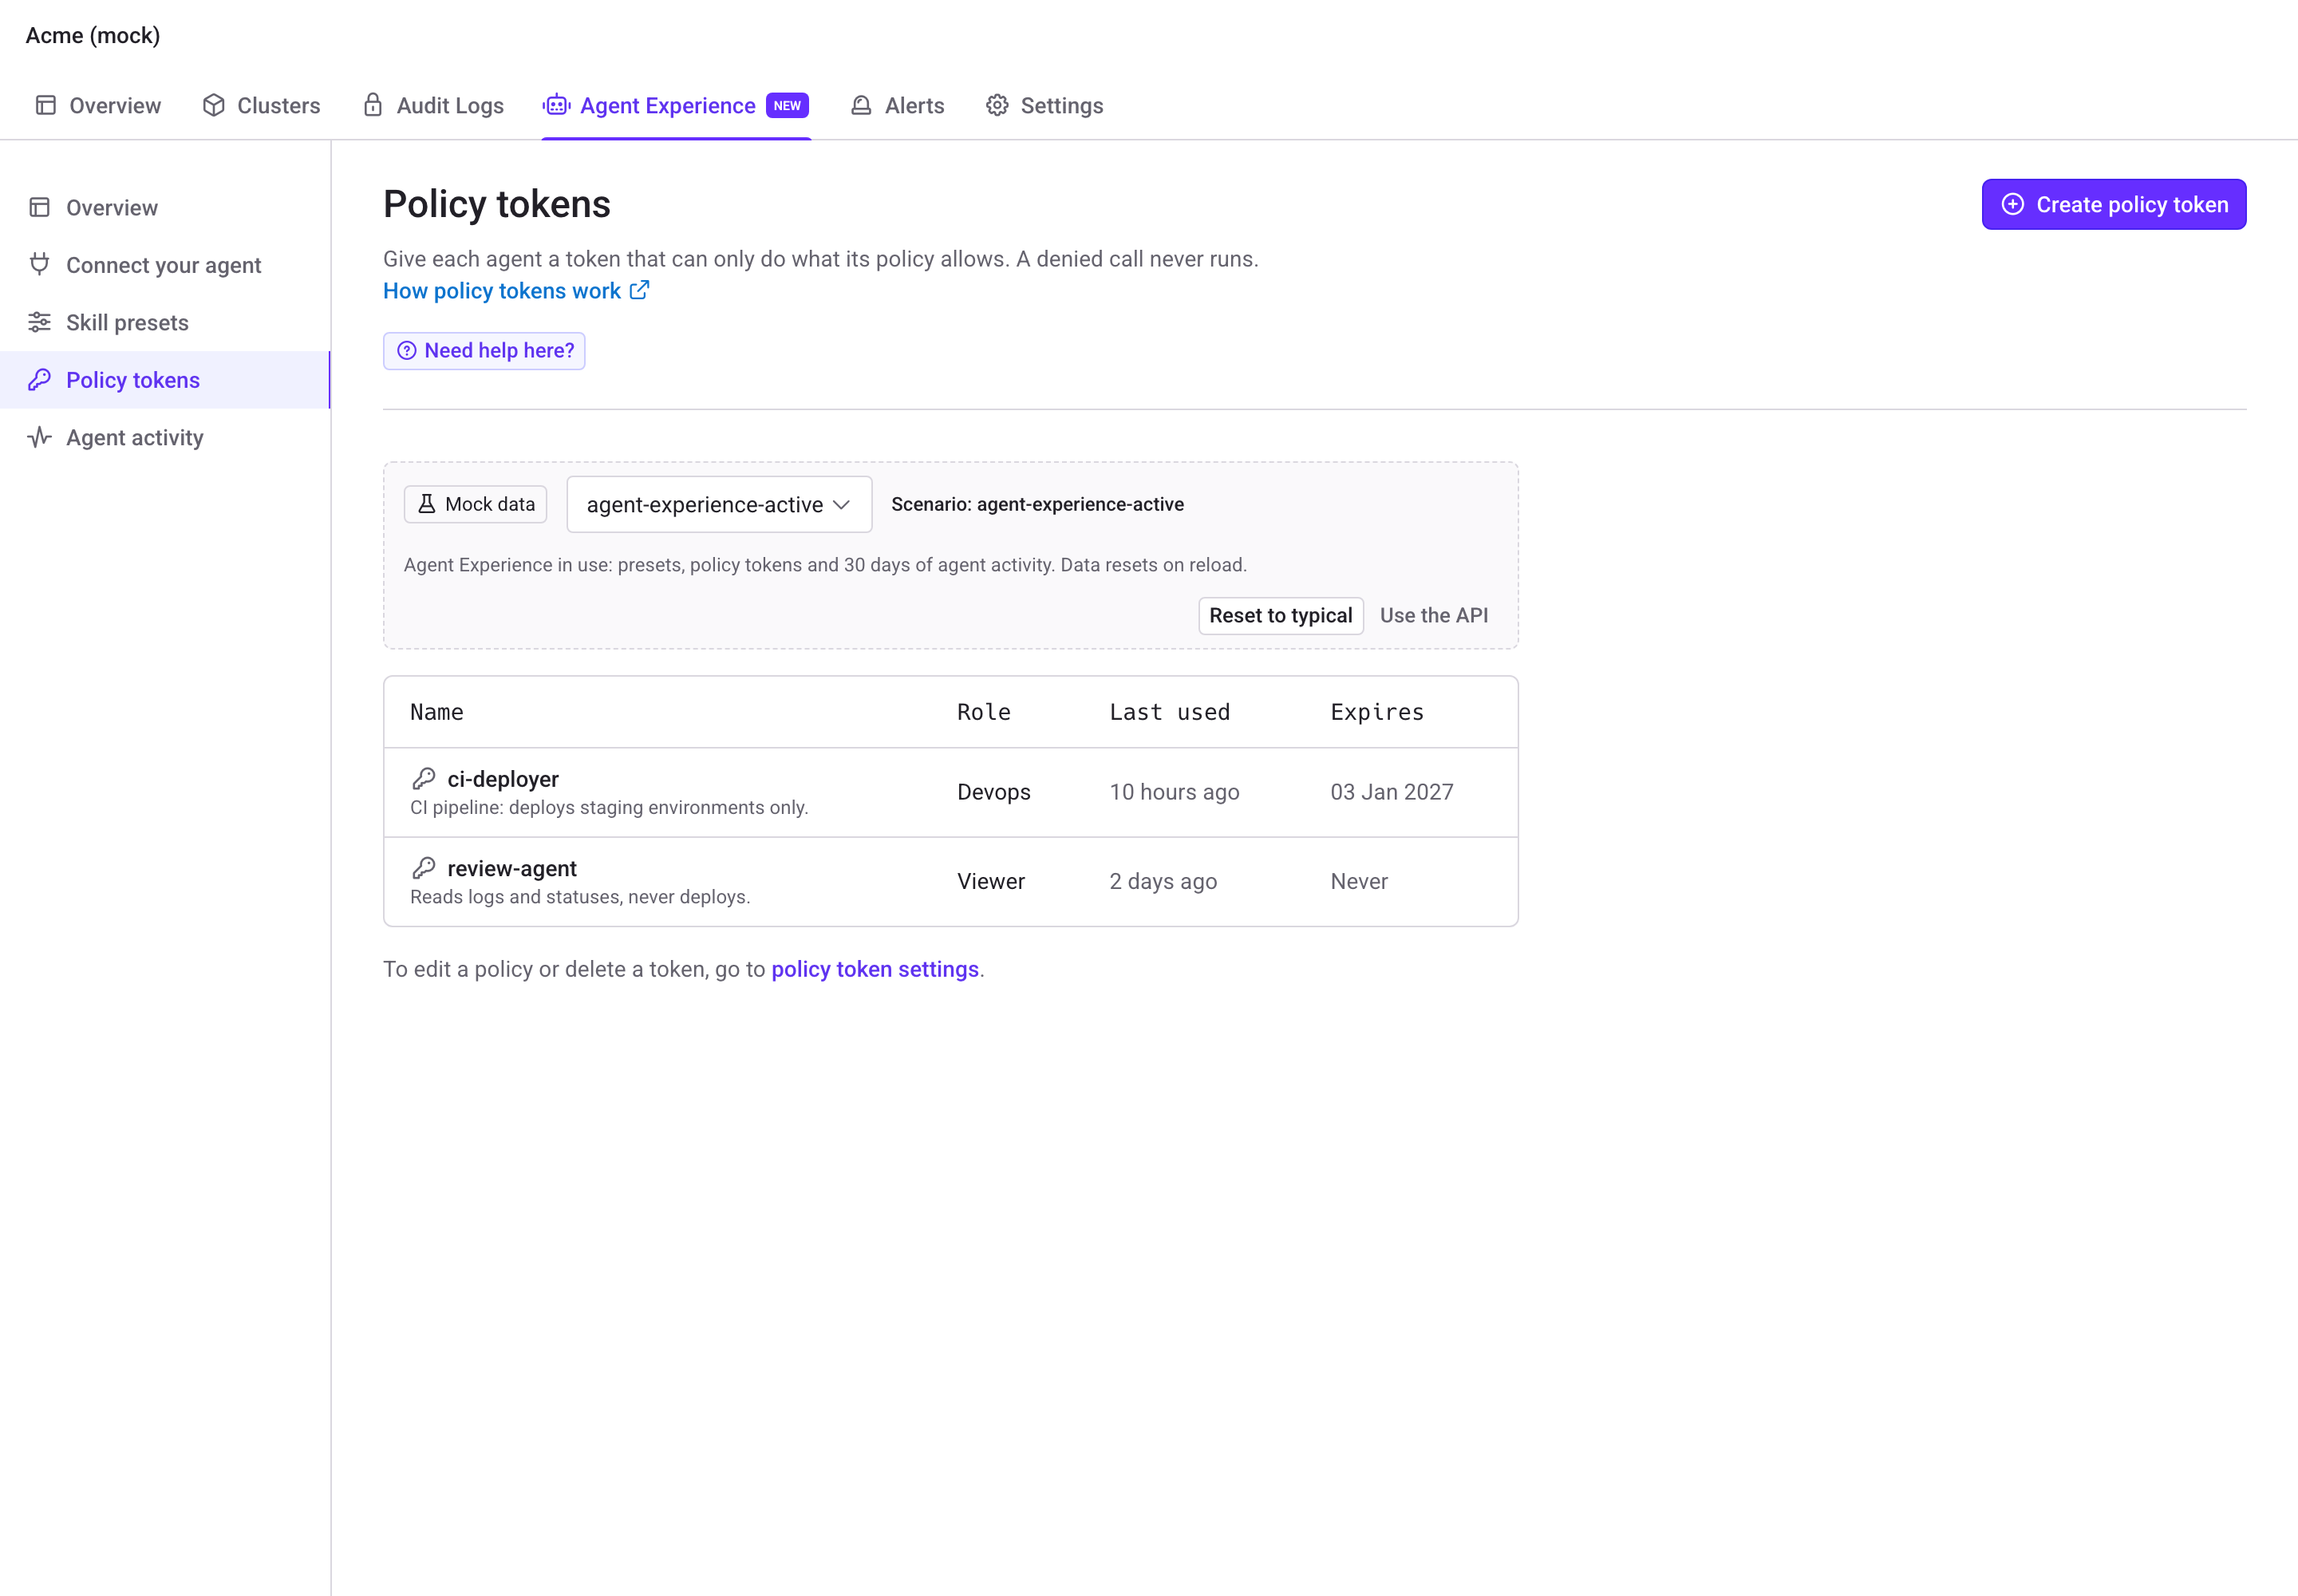 Acme (mock)
Overview
Clusters
Audit Logs
Agent Experience NEW
Alerts
Settings
Overview
Connect your agent
Skill presets
Policy tokens
Agent activity
Policy tokens
Create policy token
Give each agent a token that can only do what its policy allows. A denied call never runs.
How policy tokens work
Need help here?
Mock data
agent-experience-active
Scenario: agent-experience-active
Agent Experience in use: presets, policy tokens and 30 days of agent activity. Data resets on reload.
Reset to typical
Use the API
Name Role Last used Expires
ci-deployer
CI pipeline: deploys staging environments only.
Devops 10 hours ago 03 Jan 2027
review-agent
Reads logs and statuses, never deploys.
Viewer 2 days ago Never
To edit a policy or delete a token, go to policy token settings.